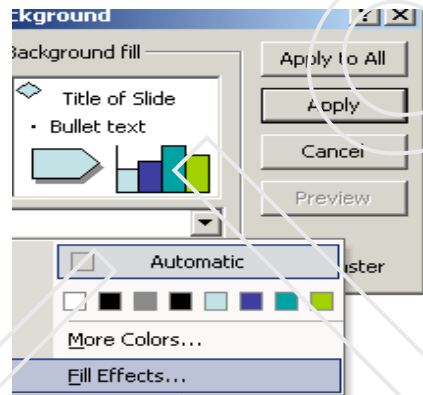 ckground ? X
Background fill
Apply to All
Title of Slide
Apply
• Bullet text
Cancel
Preview
Automatic
ster
More Colors...
Fill Effects...